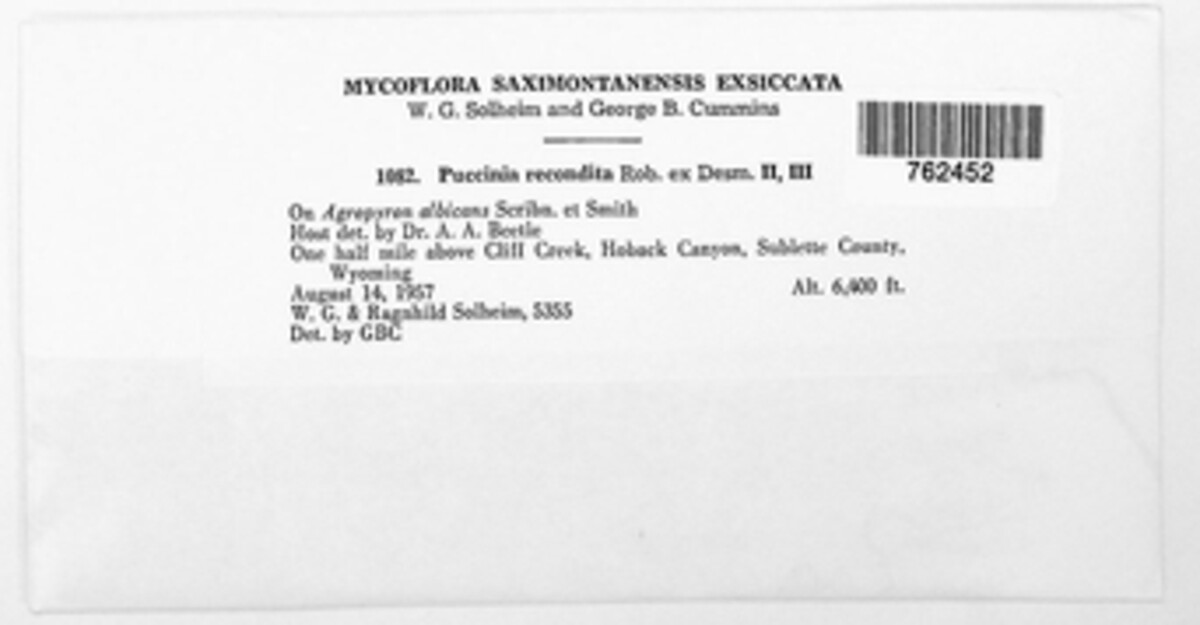 MYCOFLORA SAXIMONTANENSIS EXSICCATA
W. G. Solheim and George B. Cummins
762452
1082. Puccinia recondita Rob. ex Desm. II, III
On Agropyron albicans Scribn. et Smith
Host det. by Dr. A. A. Beetle
One half mile above Cliff Creek, Hoback Canyon, Sublette County,
Wyoming
August 14, 1957 Alt. 6,400 ft.
W. G. & Ragnhild Solheim, 5355
Det. by GBC